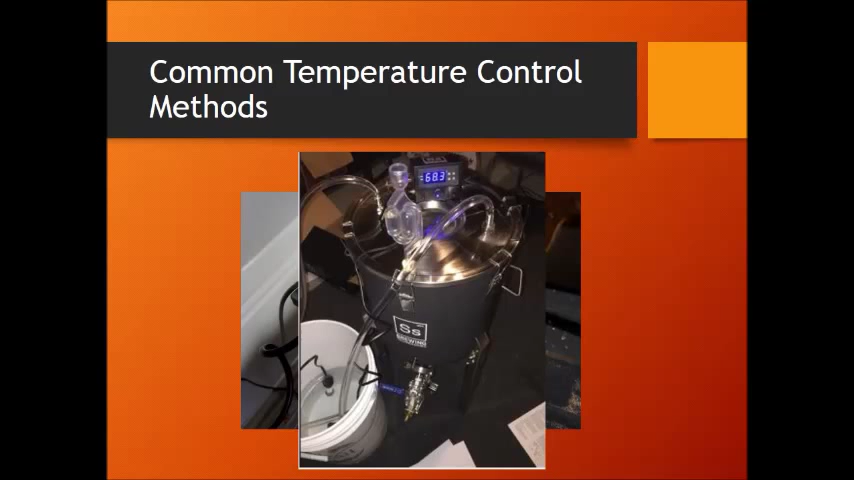 Common Temperature Control
Methods
68.3
Ss
BREWING